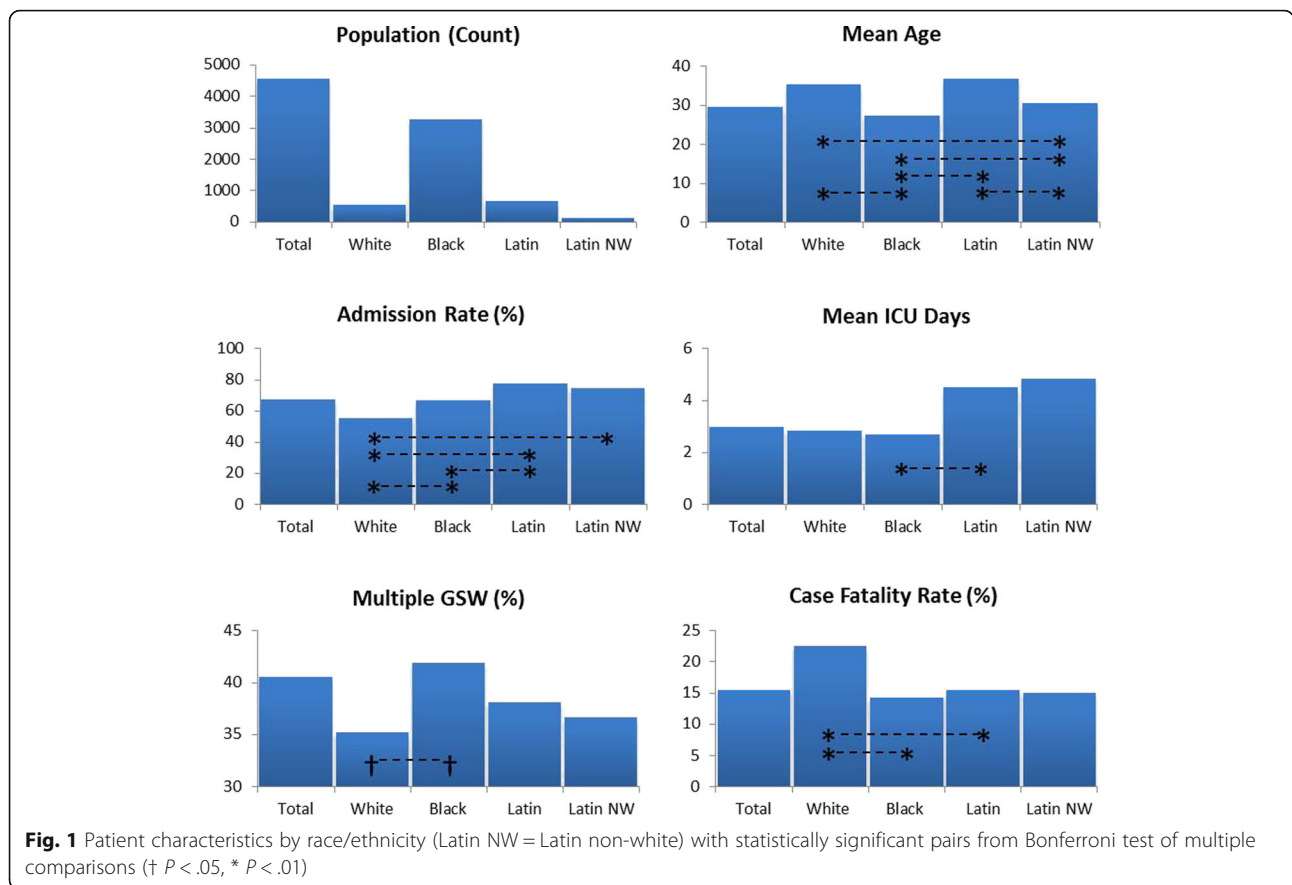 Population (Count)
5000
4000
3000
2000
1000
0
Total White Black Latin Latin NW
Mean Age
40
30
20
10
0
* *
* *
* *
* * * *
Total White Black Latin Latin NW
Admission Rate (%)
100
80
60
40
20
0
* *
* *
* *
* *
Total White Black Latin Latin NW
Mean ICU Days
6
4
2
0
* *
Total White Black Latin Latin NW
Multiple GSW (%)
45
40
35
30
† †
Total White Black Latin Latin NW
Case Fatality Rate (%)
25
20
15
10
5
0
* *
* *
Total White Black Latin Latin NW
Fig. 1 Patient characteristics by race/ethnicity (Latin NW = Latin non-white) with statistically significant pairs from Bonferroni test of multiple
comparisons († P < .05, * P < .01)